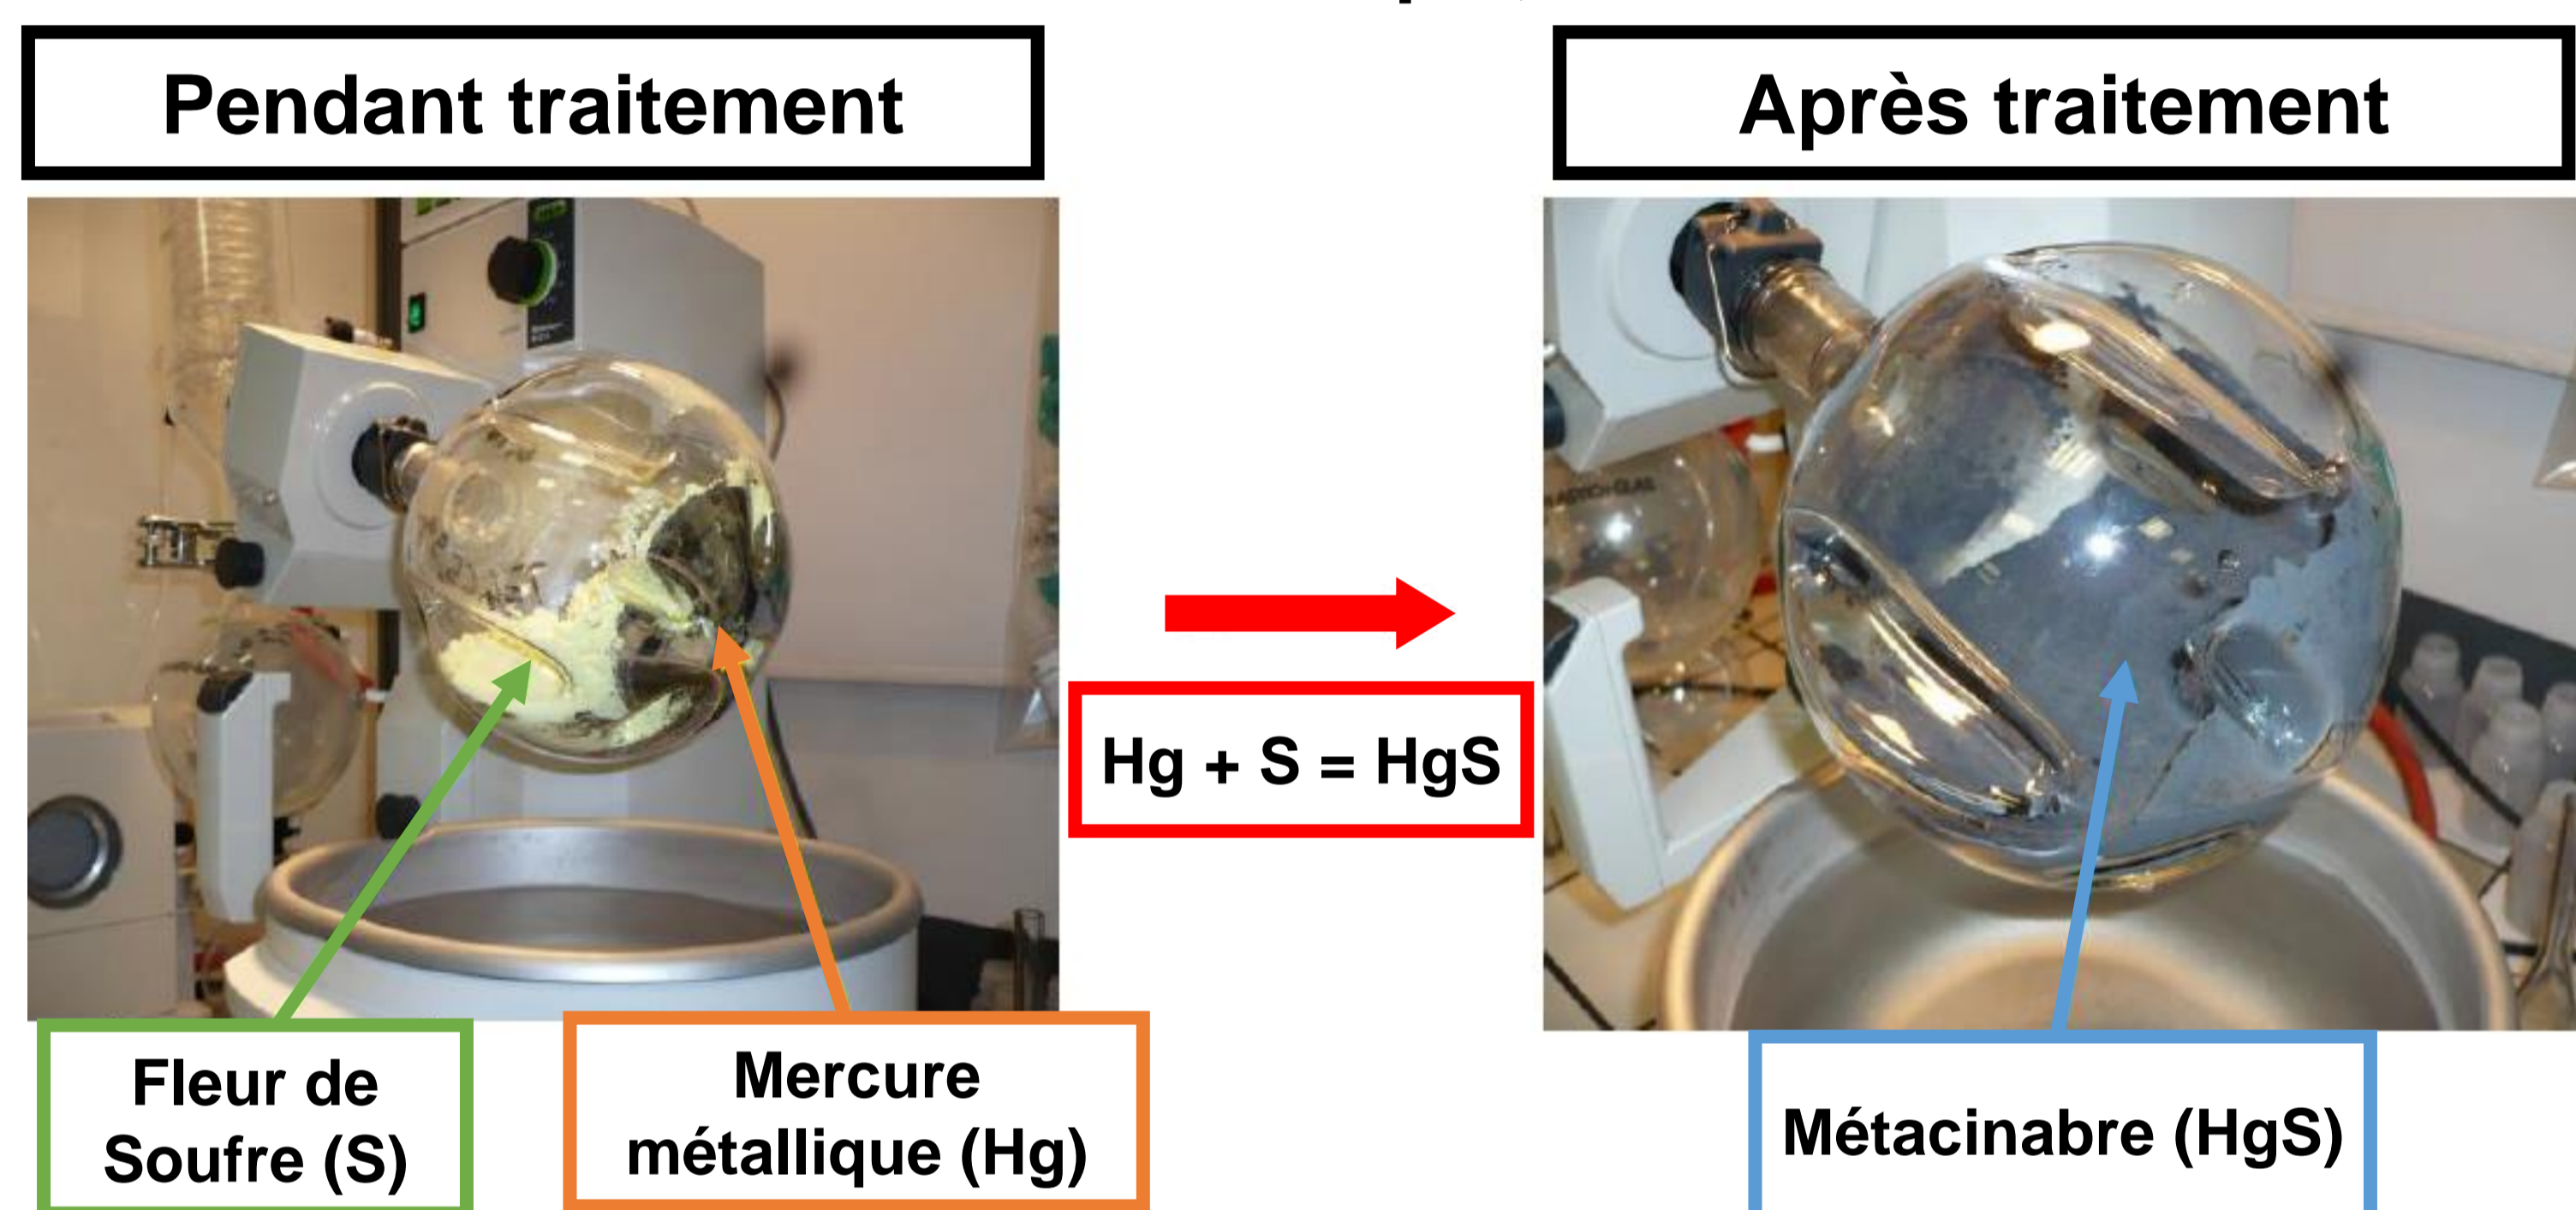 Pendant traitement
Après traitement
Hg + S = HgS
Fleur de
Soufre (S)
Mercure
métallique (Hg)
Métacinabre (HgS)